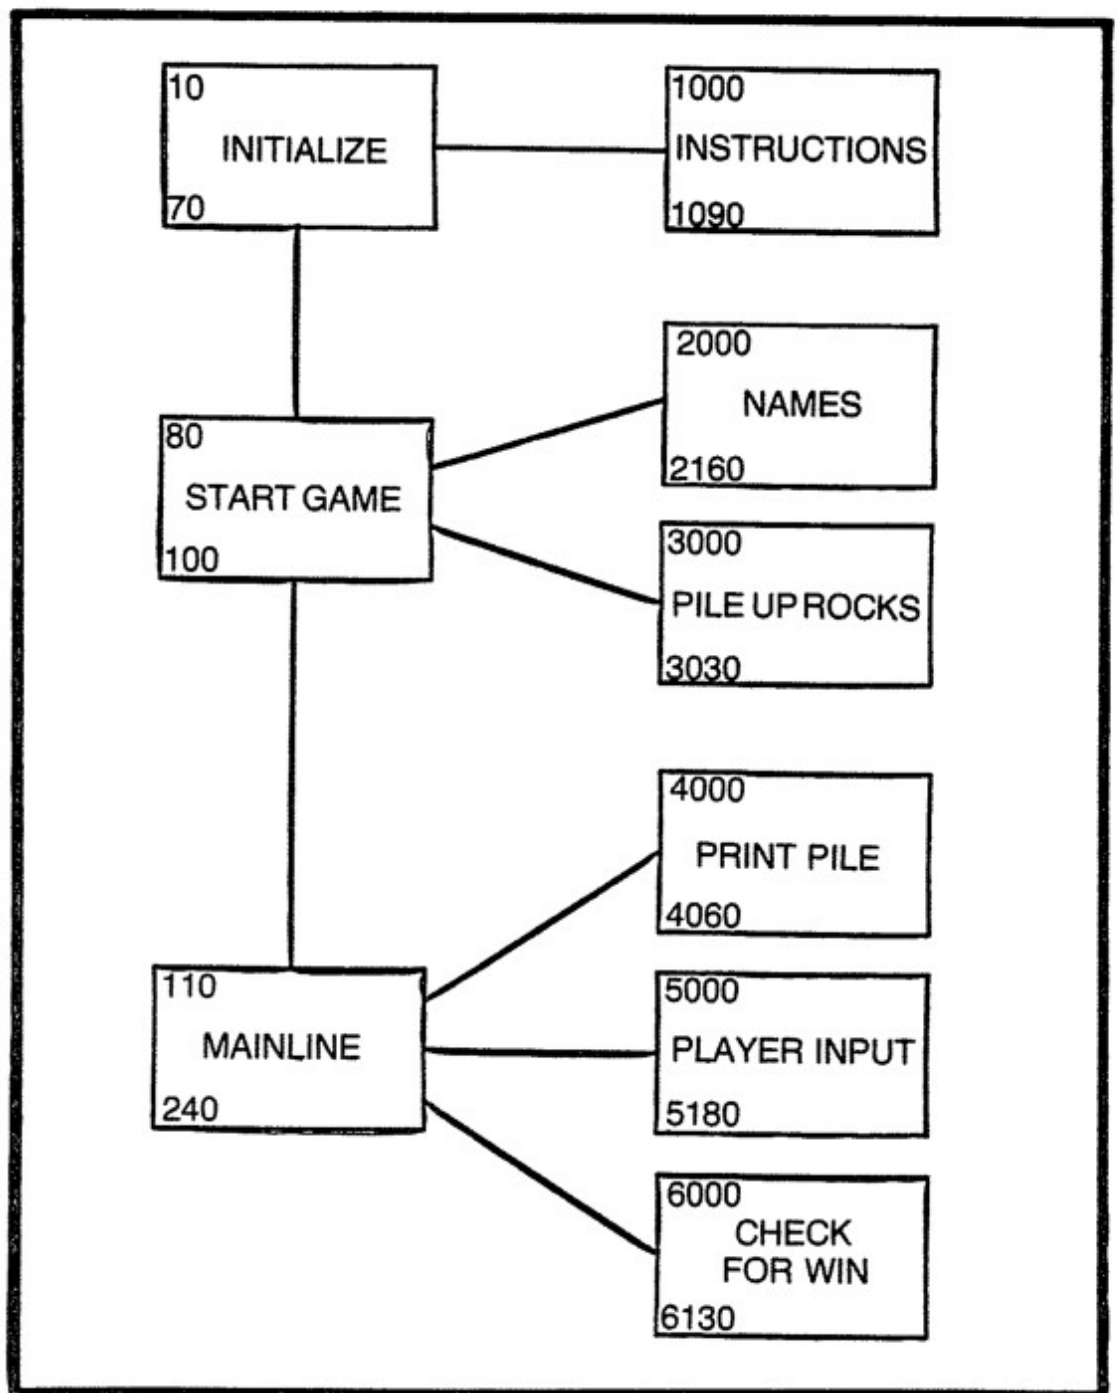 10
INITIALIZE
70
1000
INSTRUCTIONS
1090
80
START GAME
100
2000
NAMES
2160
3000
PILE UP ROCKS
3030
110
MAINLINE
240
4000
PRINT PILE
4060
5000
PLAYER INPUT
5180
6000
CHECK
FOR WIN
6130